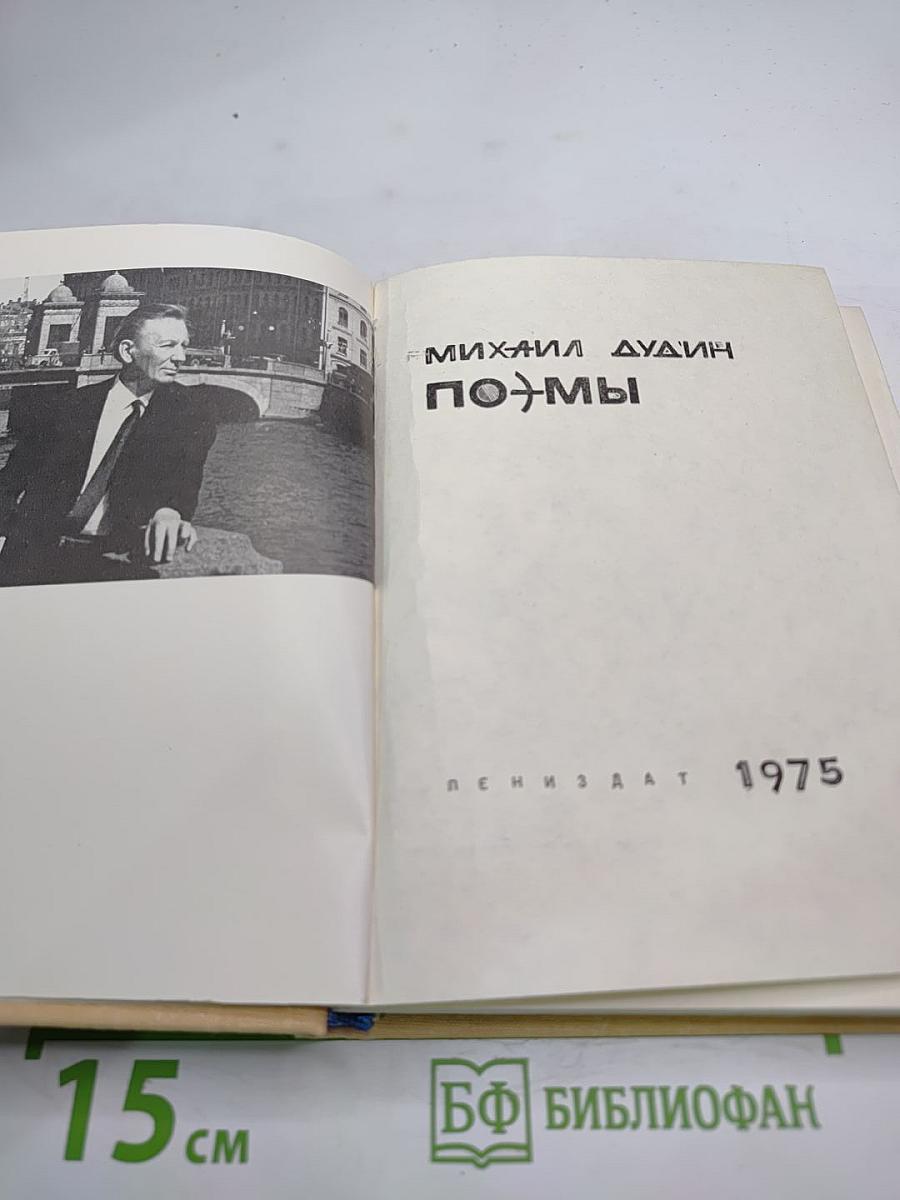 МИХАИЛ ДУДИН
ПОЭМЫ
ЛЕНИЗДАТ 1975
15 см
БФ БИБЛИОФАН